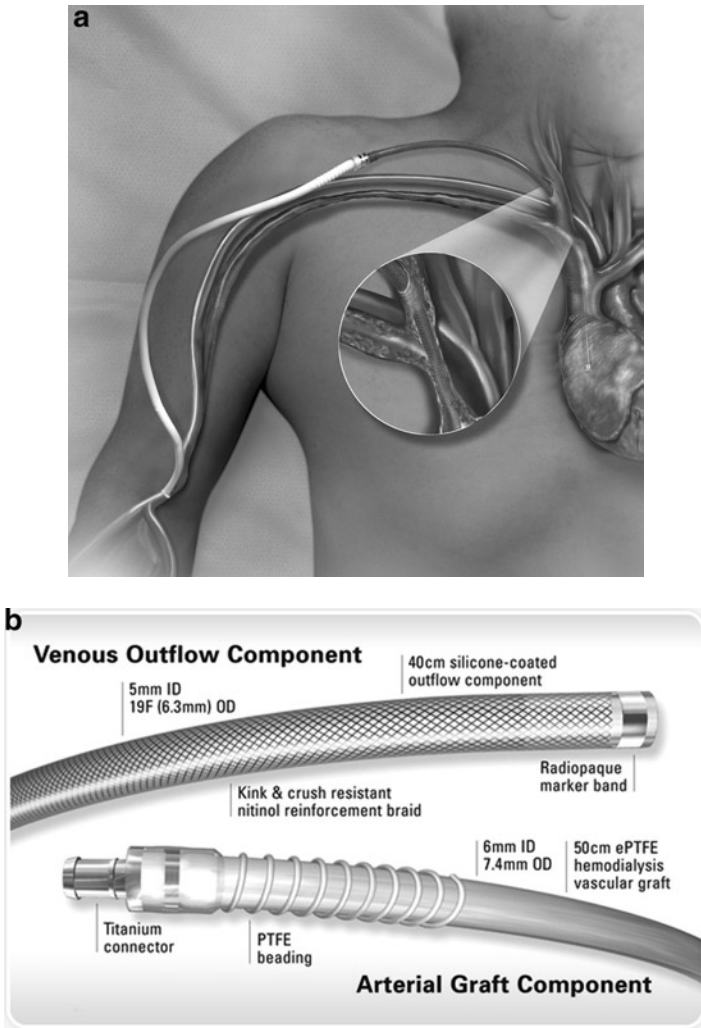 a
b
Venous Outflow Component
40cm silicone-coated
outflow component
5mm ID
19F (6.3mm) OD
Radiopaque
marker band
Kink & crush resistant
nitinol reinforcement braid
6mm ID
7.4mm OD
50cm ePTFE
hemodialysis
vascular graft
Titanium
connector
PTFE
beading
Arterial Graft Component